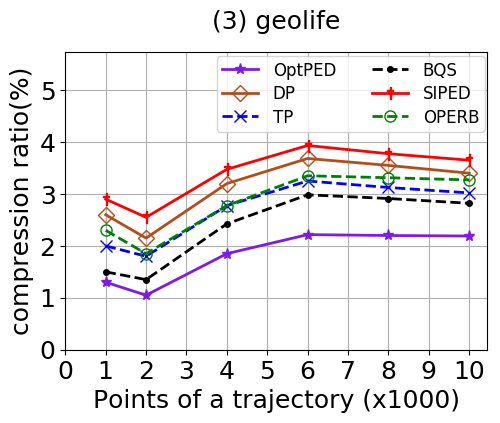 (3) geolife
compression ratio(%)
5
4
3
2
1
0
OptPED
DP
TP
BQS
SIPED
OPERB
0 1 2 3 4 5 6 7 8 9 10
Points of a trajectory (x1000)